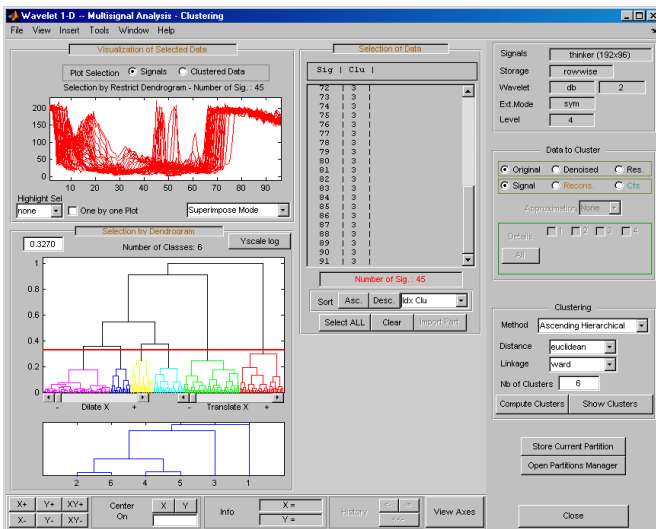 Wavelet 1-D -- Multisignal Analysis - Clustering
File View Insert Tools Window Help
Visualization of Selected Data
Plot Selection Signals Clustered Data
Selection by Restrict Dendrogram - Number of Sig. : 45
200
150
100
50
0
10 20 30 40 50 60 70 80 90
Highlight Sel
none One by one Plot Superimpose Mode
Selection by Dendrogram
0.3270 Number of Classes: 6 Yscale log
1
0.8
0.6
0.4
0.2
0
- Dilate X + - Translate X +
2 6 4 5 3 1
Selection of Data
Sig | Clu |
72 | 3 |
73 | 3 |
74 | 3 |
75 | 3 |
76 | 3 |
77 | 3 |
78 | 3 |
79 | 3 |
80 | 3 |
81 | 3 |
82 | 3 |
83 | 3 |
84 | 3 |
85 | 3 |
86 | 3 |
87 | 3 |
88 | 3 |
89 | 3 |
90 | 3 |
91 | 3 |
Number of Sig. : 45
Sort Asc. Desc. Idx Clu
Select ALL Clear Import Part
Signals thinker (192x96)
Storage rowwise
Wavelet db 2
Ext.Mode sym
Level 4
Data to Cluster
Original Denoised Res.
Signal Recons. Cfs
Approximation None
Details 1 2 3 4
All
Clustering
Method Ascending Hierarchical
Distance euclidean
Linkage ward
Nb of Clusters 6
Compute Clusters Show Clusters
Store Current Partition
Open Partitions Manager
Close
X+ Y+ XY+
X- Y- XY-
Center
On
X Y
Info
X =
Y =
History
<- ->
<<-
View Axes